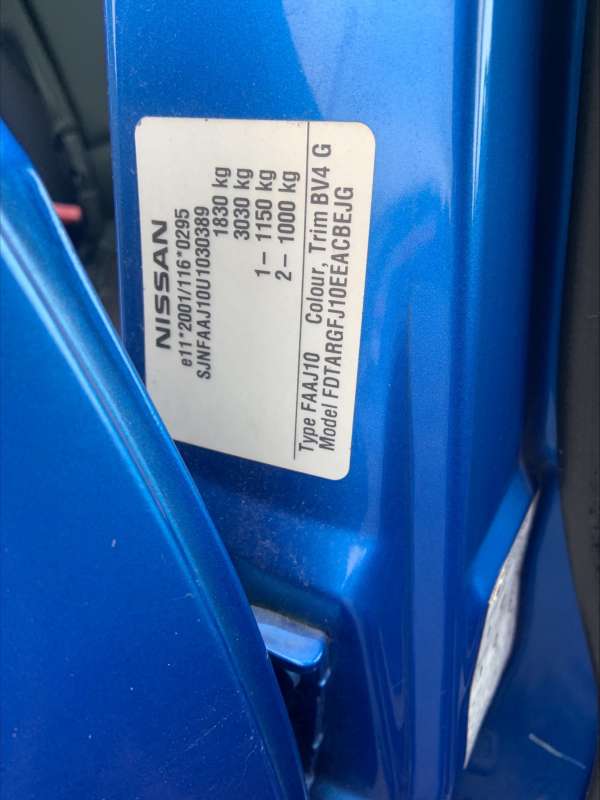 NISSAN
e11*2001/116*0295
SJNFAAJ10U1030389
1830 kg
3030 kg
1 – 1150 kg
2 – 1000 kg
Type FAAJ10 Colour, Trim BV4 G
Model FDTARGFJ10EEACBEJG